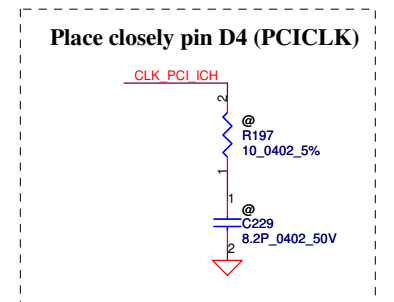 Place closely pin D4 (PCICLK)
CLK_PCI_ICH
2
@
R197
10_0402_5%
1
1
@
C229
8.2P_0402_50V
2